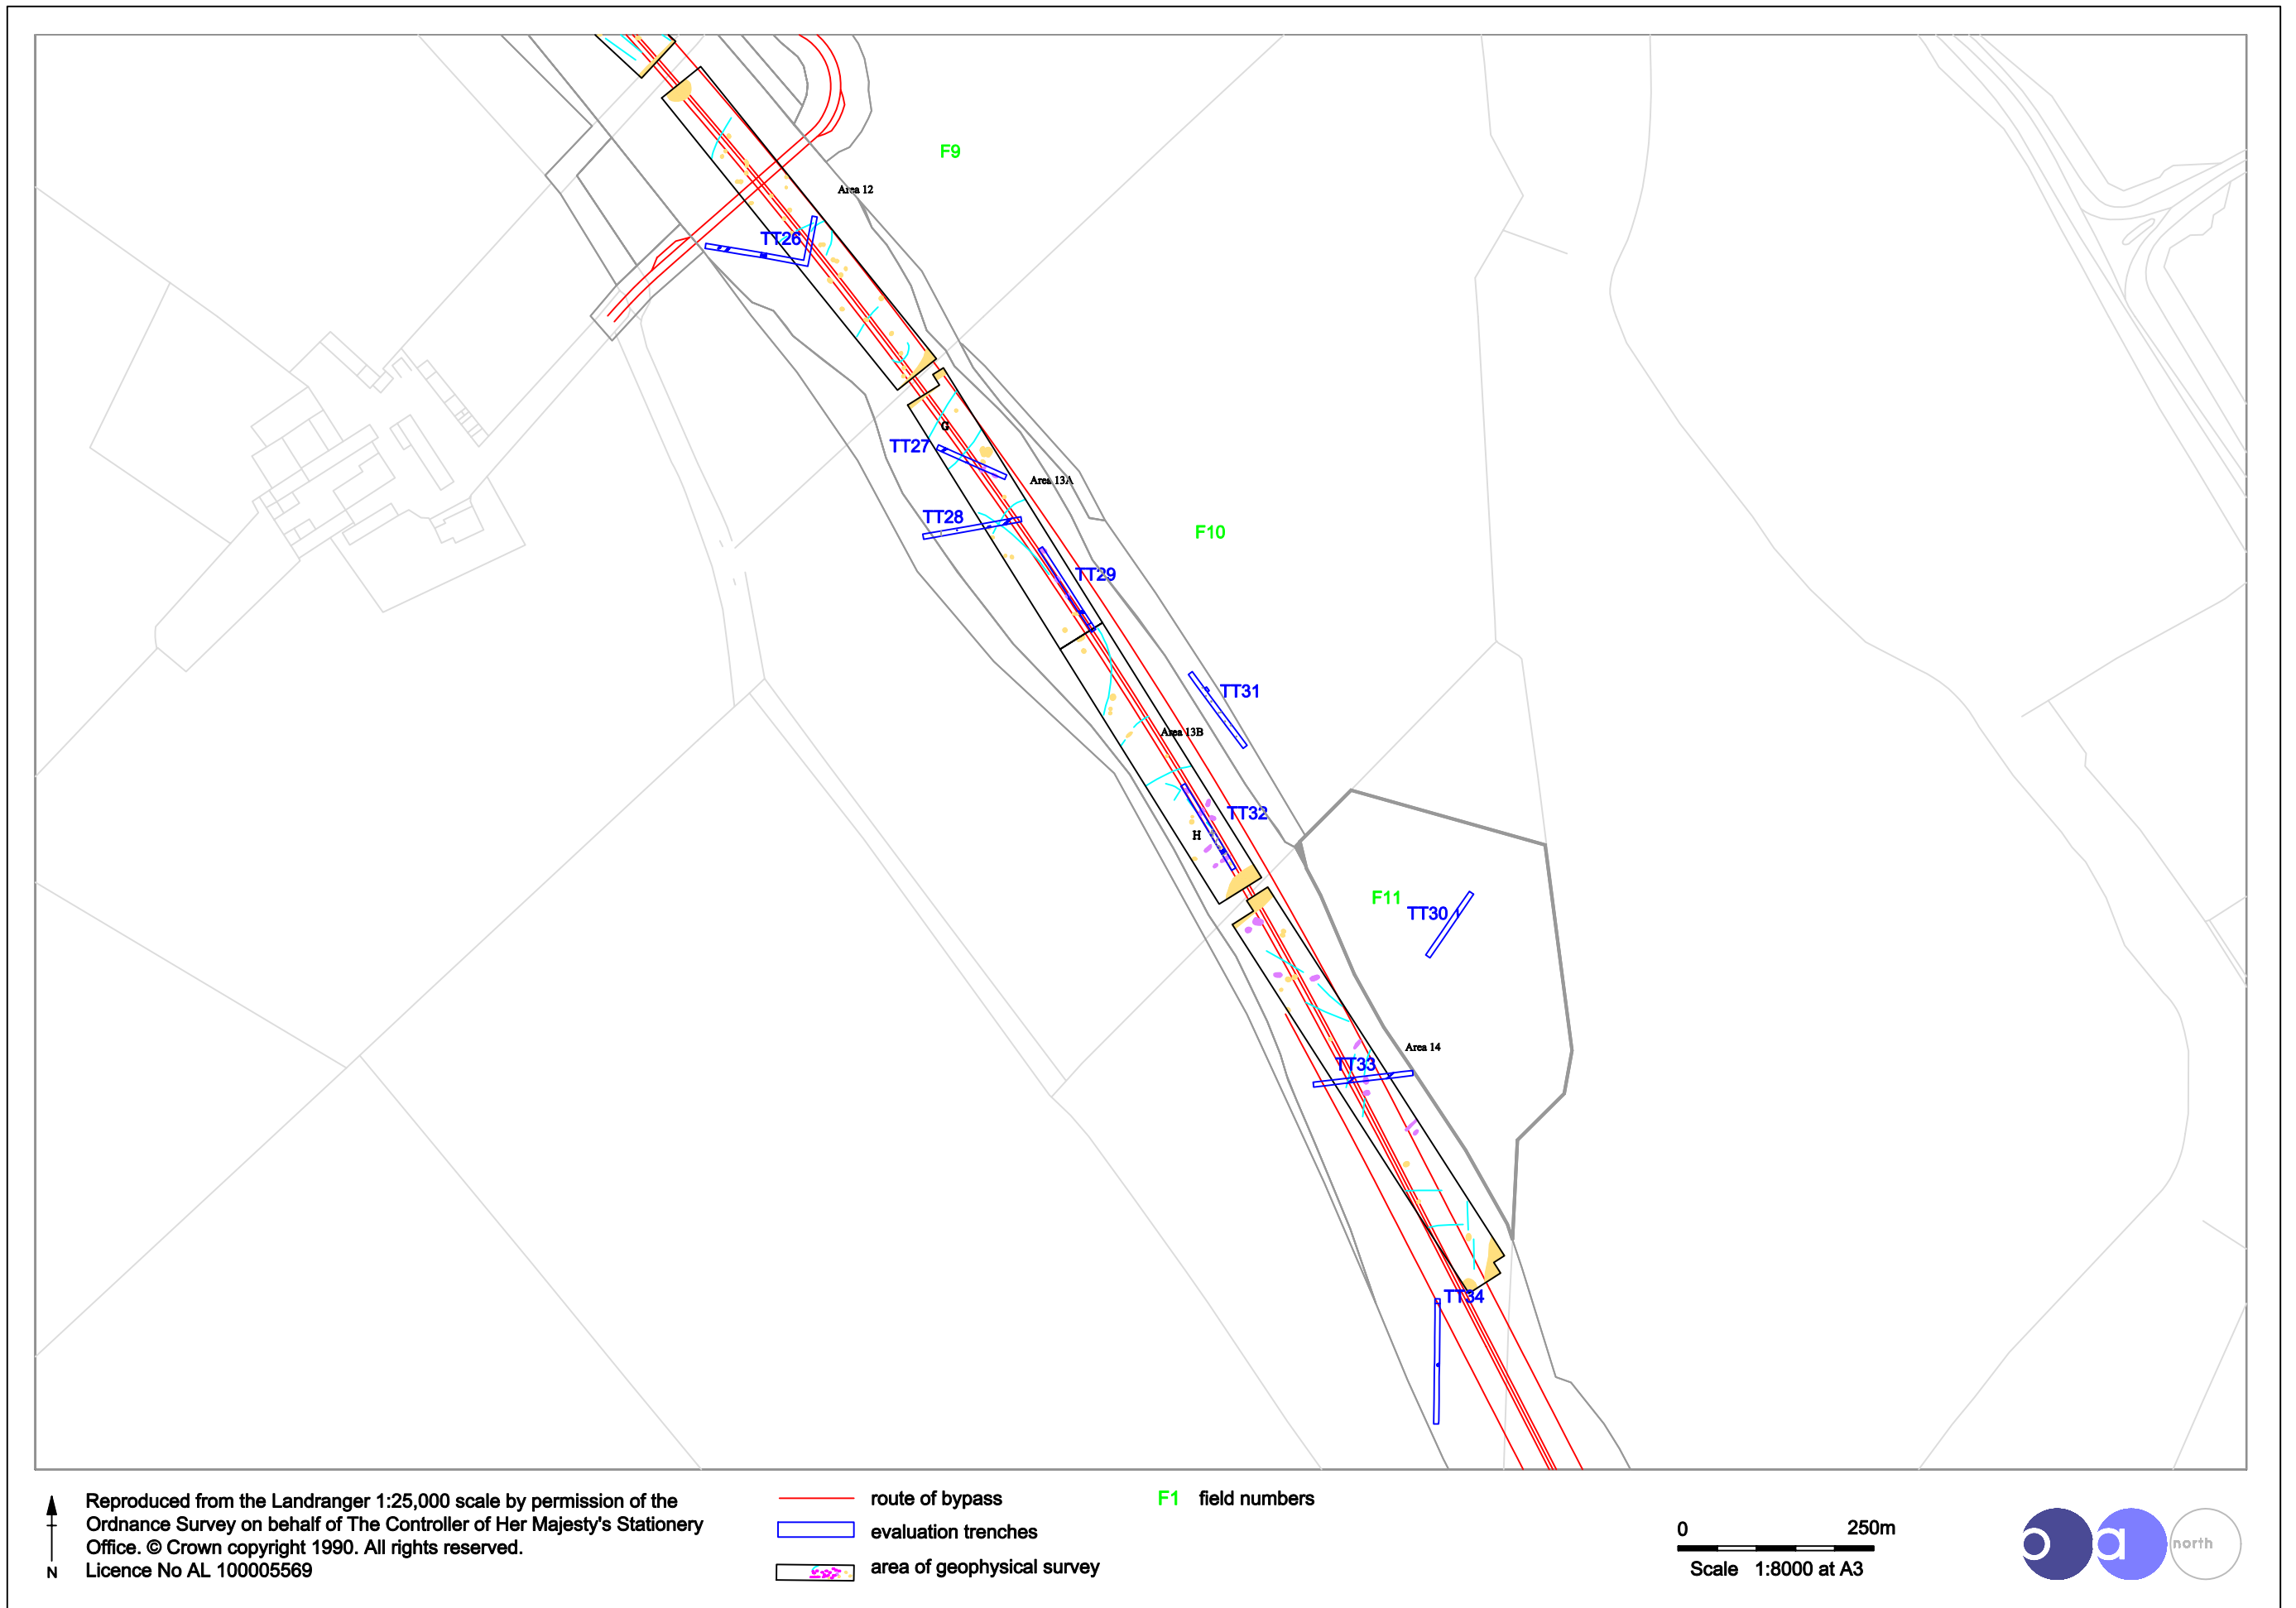 F9
Area 12
TT26
G
TT27
Area 13A
TT28
F10
TT29
TT31
Area 13B
TT32
H
F11
TT30
Area 14
TT33
TT34
Reproduced from the Landranger 1:25,000 scale by permission of the
Ordnance Survey on behalf of The Controller of Her Majesty's Stationery
Office. © Crown copyright 1990. All rights reserved.
Licence No AL 100005569
N
route of bypass
evaluation trenches
area of geophysical survey
F1 field numbers
0 250m
Scale 1:8000 at A3
oa north